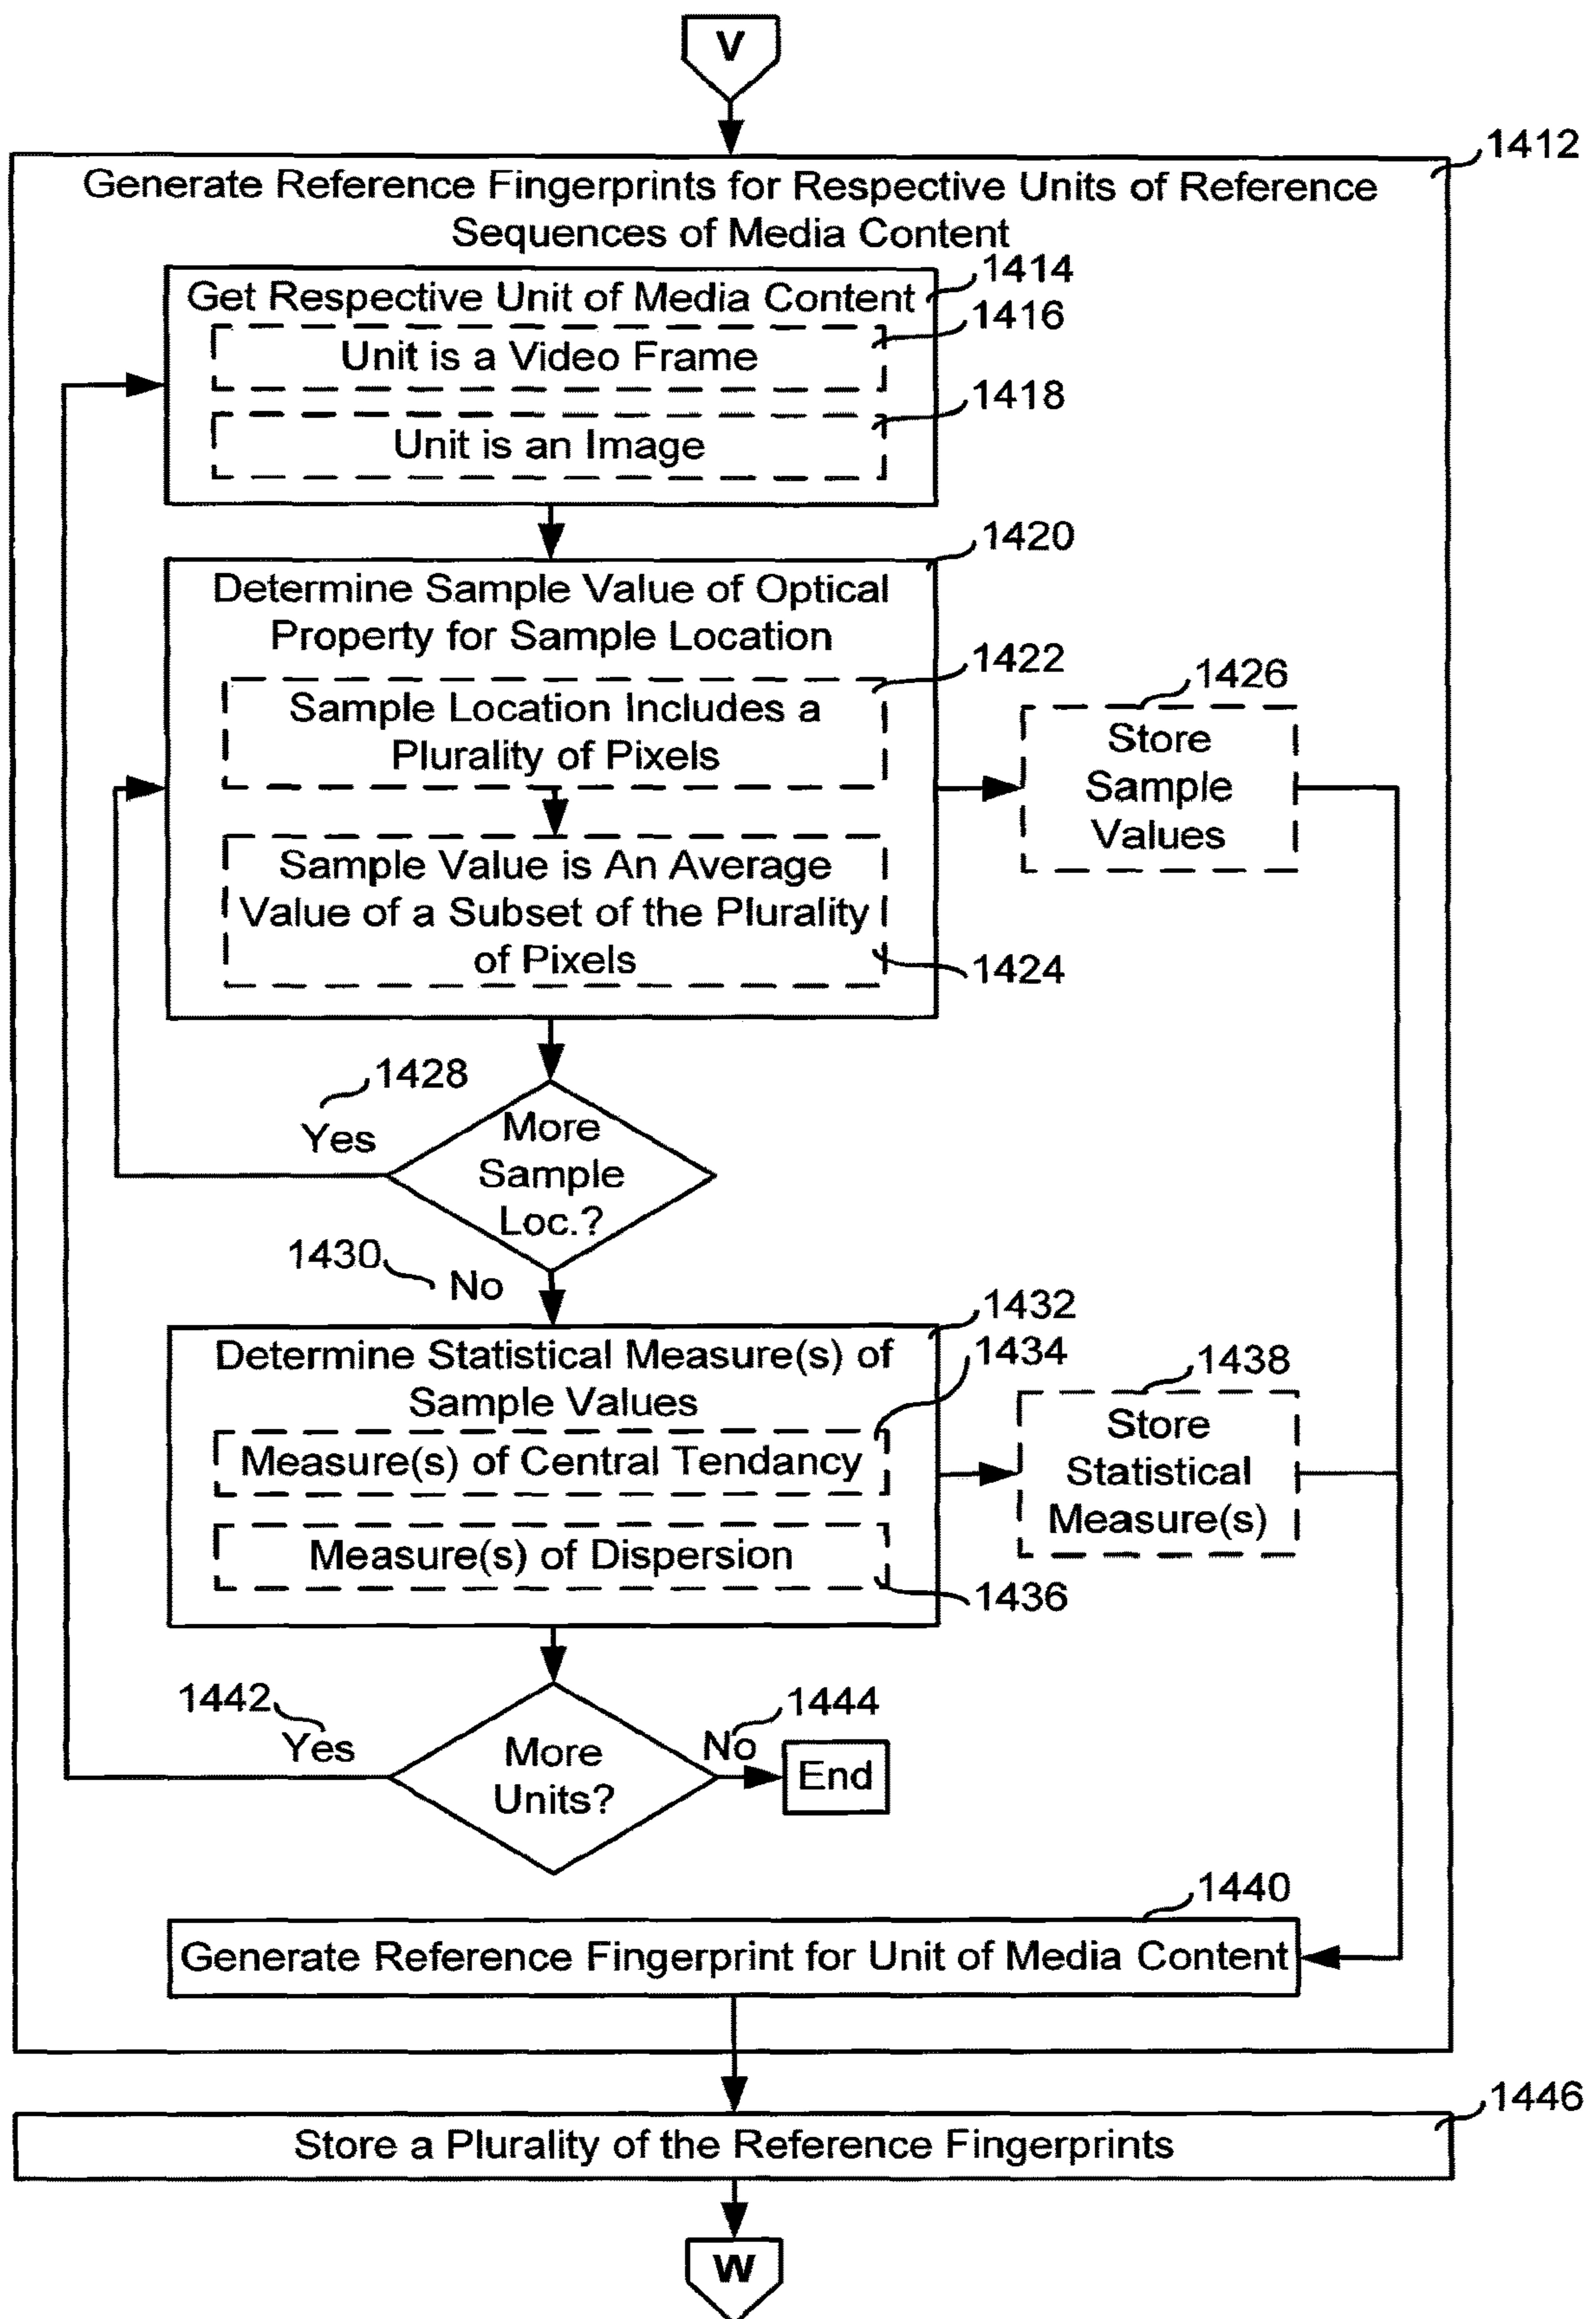 V
1412
Generate Reference Fingerprints for Respective Units of Reference
Sequences of Media Content
1414
Get Respective Unit of Media Content
1416
Unit is a Video Frame
1418
Unit is an Image
1420
Determine Sample Value of Optical
Property for Sample Location
1422
Sample Location Includes a
Plurality of Pixels
1426
Store
Sample
Values
Sample Value is An Average
Value of a Subset of the Plurality
of Pixels
1424
1428
Yes
More
Sample
Loc.?
1430
No
1432
Determine Statistical Measure(s) of
Sample Values
1434
Measure(s) of Central Tendancy
1438
Store
Statistical
Measure(s)
Measure(s) of Dispersion
1436
1442
Yes
More
Units?
1444
No
End
1440
Generate Reference Fingerprint for Unit of Media Content
1446
Store a Plurality of the Reference Fingerprints
W